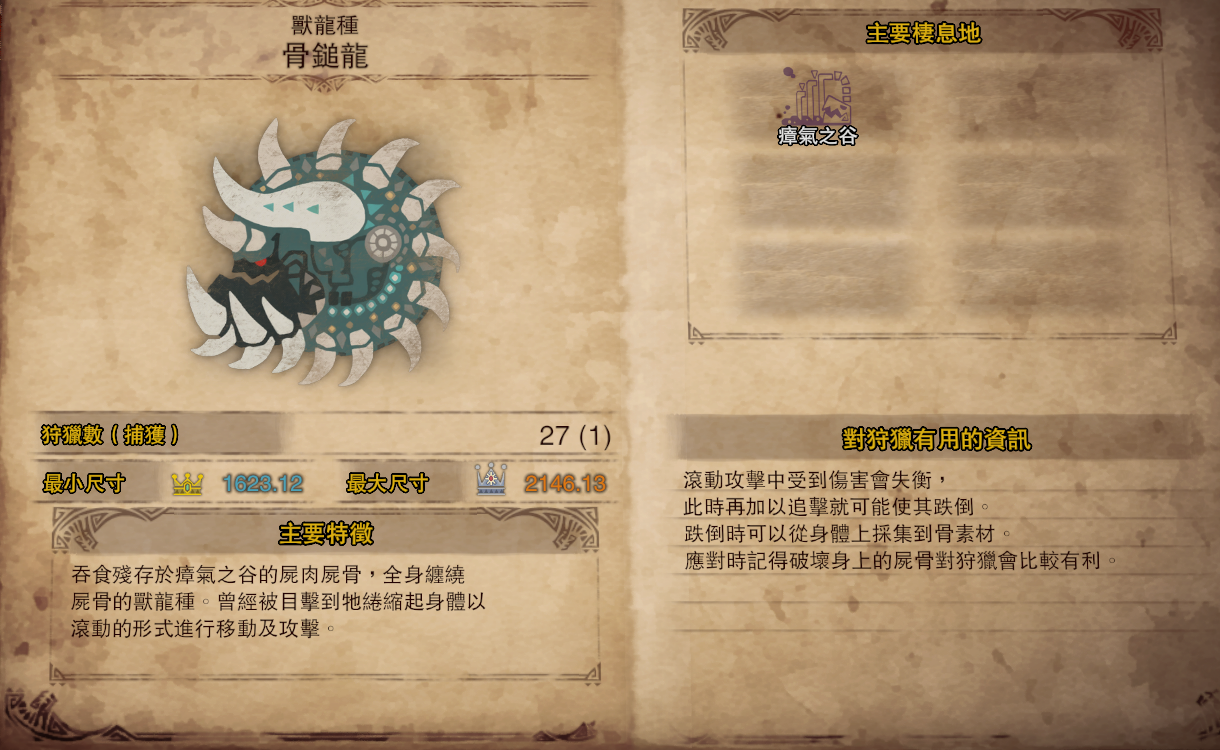 獸龍種
骨鎚龍
狩獵數（捕獲）
27 (1)
最小尺寸 1623.12 最大尺寸 2146.13
主要特徵
吞食殘存於瘴氣之谷的屍肉屍骨，全身纏繞
屍骨的獸龍種。曾經被目擊到牠綣縮起身體以
滾動的形式進行移動及攻擊。
主要棲息地
瘴氣之谷
對狩獵有用的資訊
滾動攻擊中受到傷害會失衡，
此時再加以追擊就可能使其跌倒。
跌倒時可以從身體上採集到骨素材。
應對時記得破壞身上的屍骨對狩獵會比較有利。